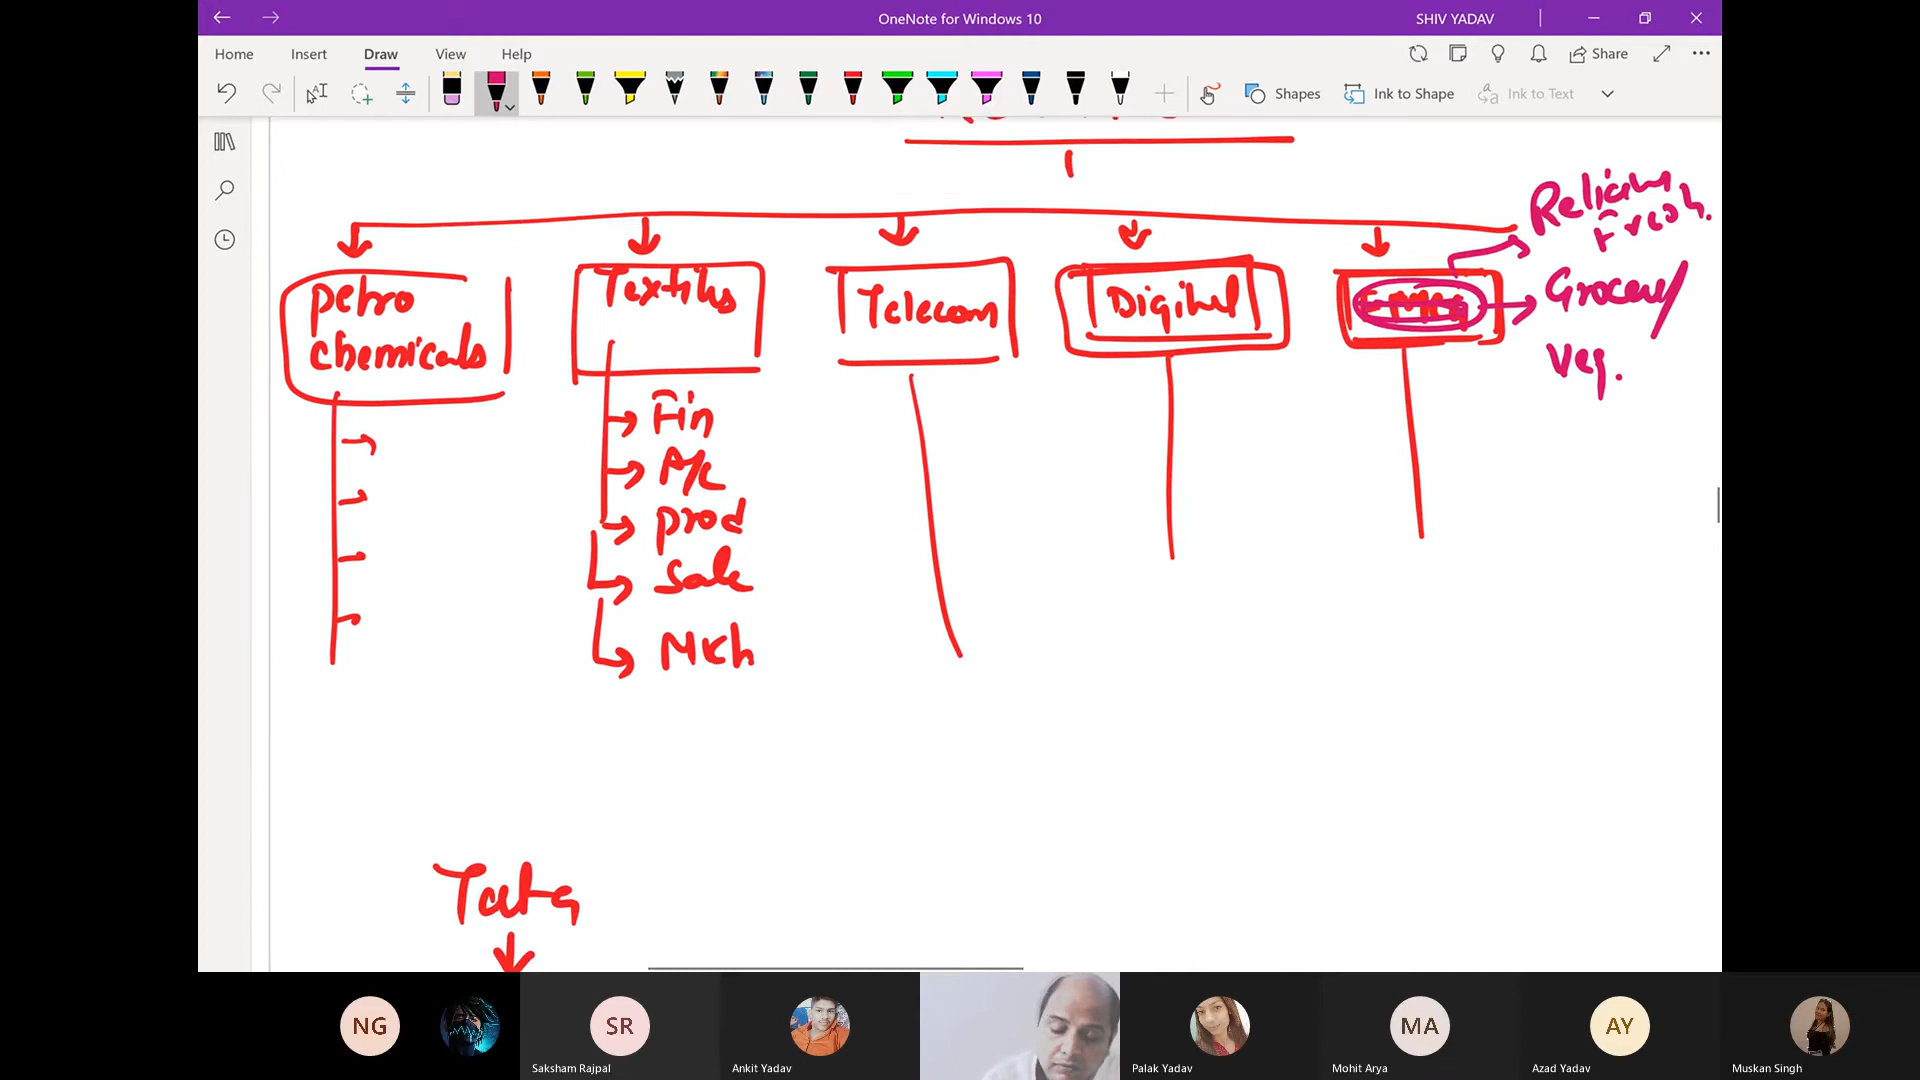 OneNote for Windows 10
SHIV YADAV
Home Insert Draw View Help
Share
Shapes
Ink to Shape
Ink to Text
Reliance
Fresh.
Petro
chemicals
Textiles
Telecom
Digital
Grocery/
Veg.
Fin
A/c
Prod
Sale
Tata
NG
SR
MA
AY
Saksham Rajpal
Ankit Yadav
Palak Yadav
Mohit Arya
Azad Yadav
Muskan Singh